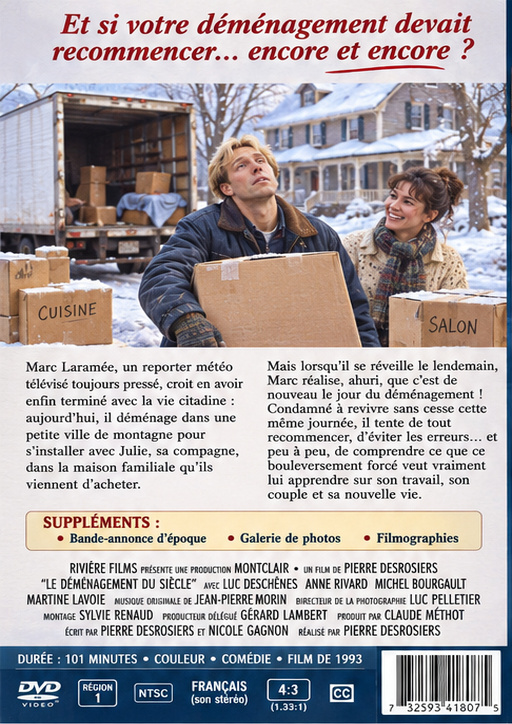 Et si votre déménagement devait
recommencer... encore et encore ?
CUISINE
SALON
Marc Laramée, un reporter météo
télévisé toujours pressé, croit en avoir
enfin terminé avec la vie citadine :
aujourd'hui, il déménage dans une
petite ville de montagne pour
s'installer avec Julie, sa compagne,
dans la maison familiale qu'ils
viennent d'acheter.
Mais lorsqu'il se réveille le lendemain,
Marc réalise, ahuri, que c'est de
nouveau le jour du déménagement !
Condamné à revivre sans cesse cette
même journée, il tente de tout
recommencer, d'éviter les erreurs... et
peu à peu, de comprendre ce que ce
bouleversement forcé veut vraiment
lui apprendre sur son travail, son
couple et sa nouvelle vie.
SUPPLÉMENTS :
• Bande-annonce d'époque • Galerie de photos • Filmographies
RIVIÈRE FILMS PRÉSENTE UNE PRODUCTION MONTCLAIR • UN FILM DE PIERRE DESROSIERS
"LE DÉMÉNAGEMENT DU SIÈCLE" AVEC LUC DESCHÊNES ANNE RIVARD MICHEL BOURGAULT
MARTINE LAVOIE MUSIQUE ORIGINALE DE JEAN-PIERRE MORIN DIRECTEUR DE LA PHOTOGRAPHIE LUC PELLETIER
MONTAGE SYLVIE RENAUD PRODUCTEUR DÉLÉGUÉ GÉRARD LAMBERT PRODUIT PAR CLAUDE MÉTHOT
ÉCRIT PAR PIERRE DESROSIERS ET NICOLE GAGNON RÉALISÉ PAR PIERRE DESROSIERS
DURÉE : 101 MINUTES • COULEUR • COMÉDIE • FILM DE 1993
DVD
VIDEO
RÉGION
1
NTSC
FRANÇAIS
(son stéréo)
4:3
(1.33:1)
CC
7 32593 41807 5